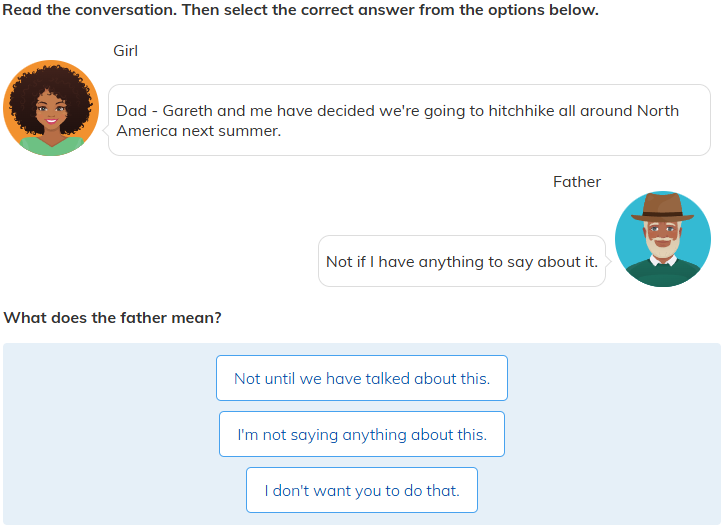 Read the conversation. Then select the correct answer from the options below.
Girl
Dad - Gareth and me have decided we're going to hitchhike all around North
America next summer.
Father
Not if I have anything to say about it.
What does the father mean?
Not until we have talked about this.
I'm not saying anything about this.
I don't want you to do that.